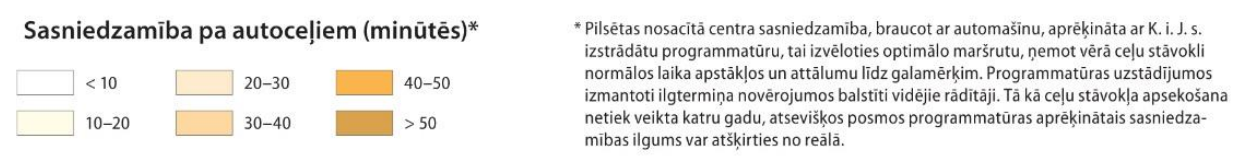 Sasniedzamība pa autoceļiem (minūtēs)*
< 10
20–30
40–50
10–20
30–40
> 50
* Pilsētas nosacītā centra sasniedzamība, braucot ar automašīnu, aprēķināta ar K. i. J. s.
izstrādātu programmatūru, tai izvēloties optimālo maršrutu, ņemot vērā ceļu stāvokli
normālos laika apstākļos un attālumu līdz galamērķim. Programmatūras uzstādījumos
izmantoti ilgtermiņa novērojumos balstīti vidējie rādītāji. Tā kā ceļu stāvokļa apsekošana
netiek veikta katru gadu, atsevišķos posmos programmatūras aprēķinātais sasniedza-
mības ilgums var atšķirties no reālā.